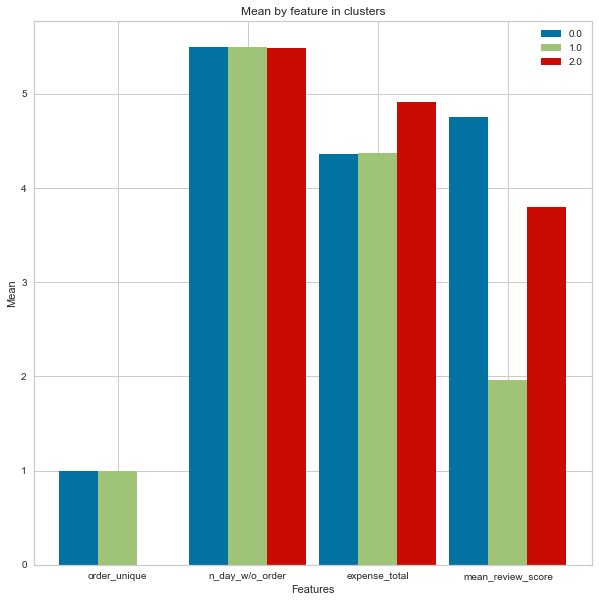 Mean by feature in clusters
0.0
1.0
2.0
5
4
3
2
1
0
Mean
order_unique
n_day_w/o_order
expense_total
mean_review_score
Features